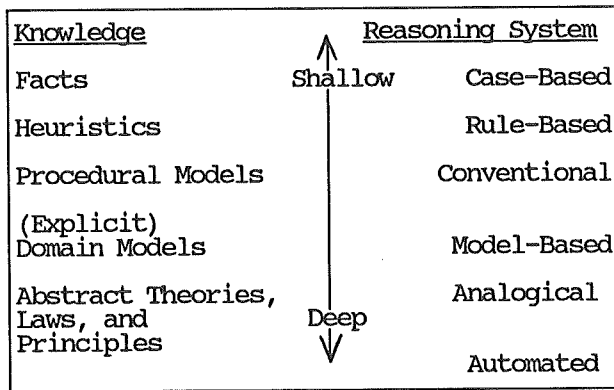 Knowledge Reasoning System
Facts Shallow Case-Based
Heuristics Rule-Based
Procedural Models Conventional
(Explicit)
Domain Models Model-Based
Abstract Theories, Analogical
Laws, and Deep
Principles
Automated